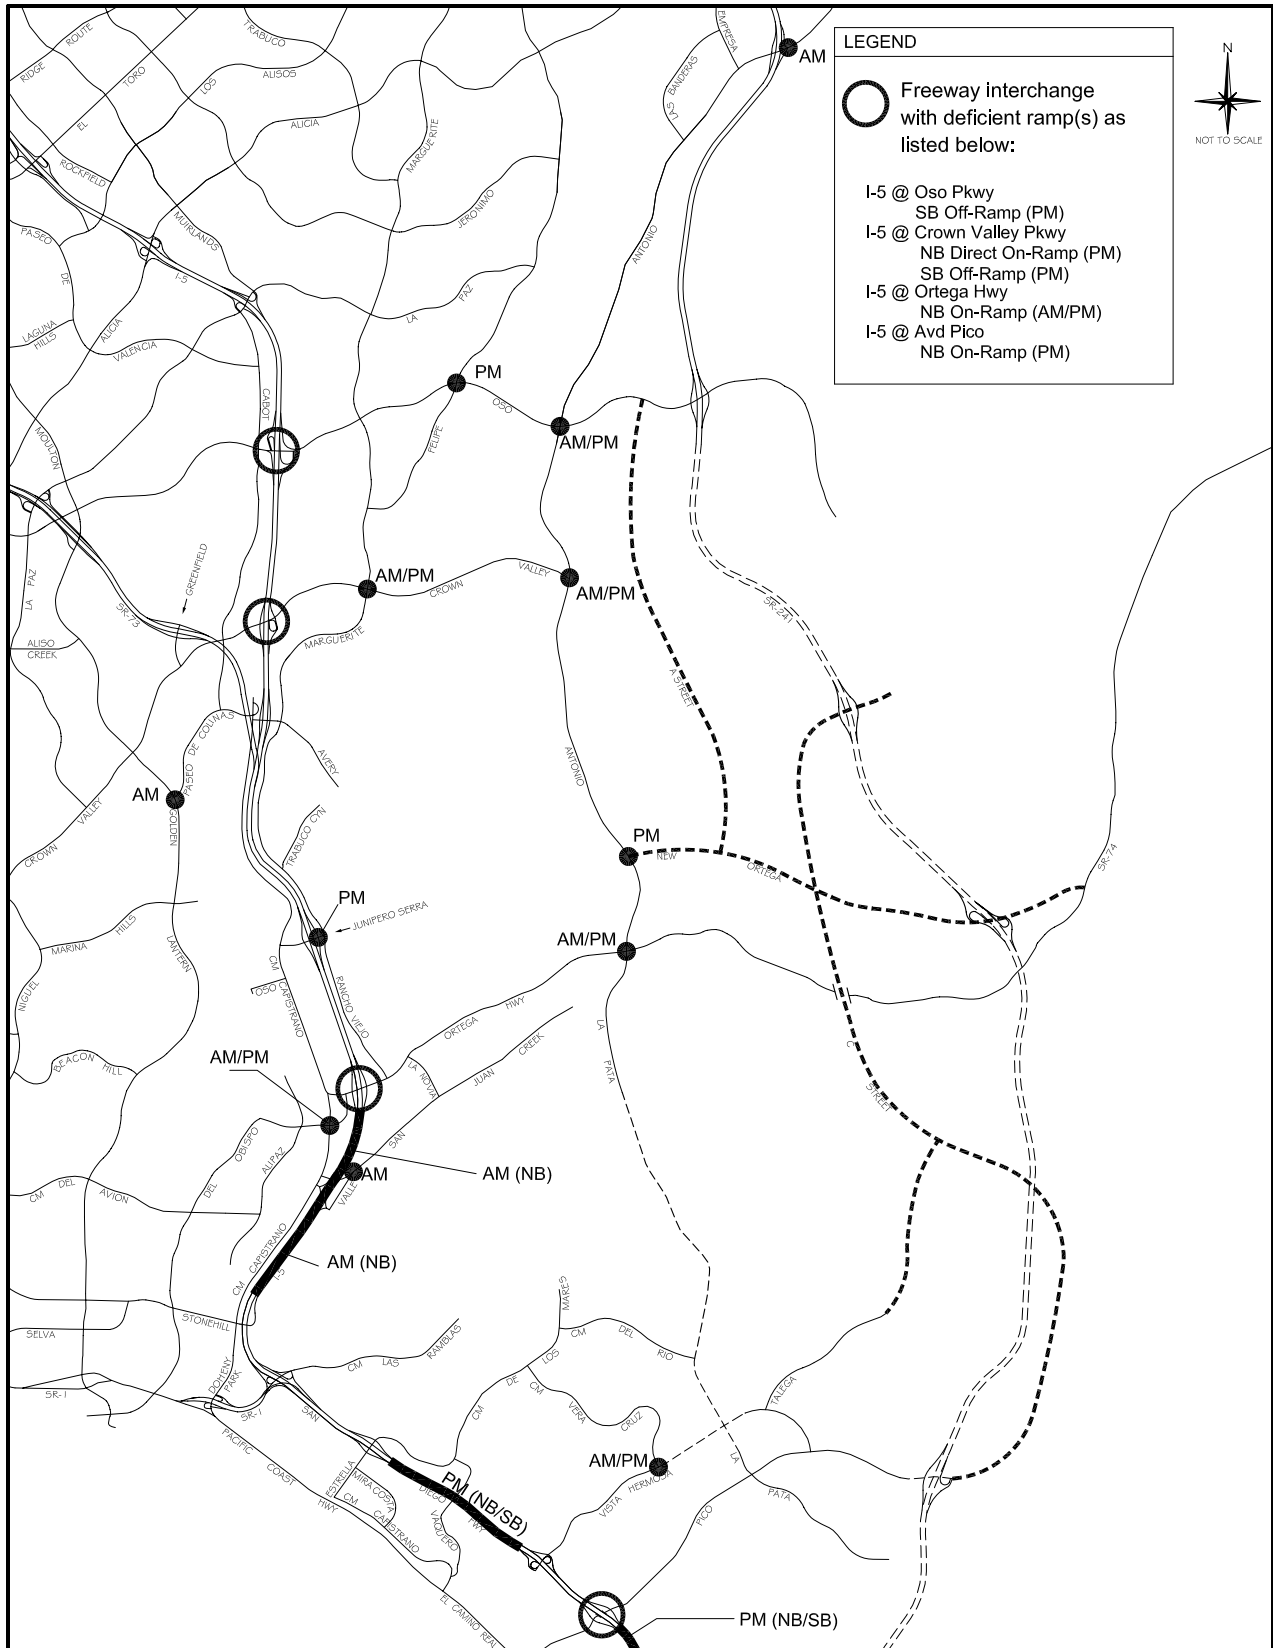 LEGEND
Freeway interchange
with deficient ramp(s) as
listed below:
I-5 @ Oso Pkwy
SB Off-Ramp (PM)
I-5 @ Crown Valley Pkwy
NB Direct On-Ramp (PM)
SB Off-Ramp (PM)
I-5 @ Ortega Hwy
NB On-Ramp (AM/PM)
I-5 @ Avd Pico
NB On-Ramp (PM)
N
NOT TO SCALE
RIDGE ROUTE
TRABUCO
EL TORO
LOS ALISOS
ALICIA
MARGUERITE
JERONIMO
EMPRESA
LAS BANDERAS
AM
ANTONIO
ROCKFIELD
MUIRLANDS
I-5
PASEO DE VALENCIA
LAGUNA
HILLS
ALICIA
LA PAZ
CABOT
MOULTON
PM
OSO
FELIPE
AM/PM
LA PAZ
GREENFIELD
SR-73
ALISO
CREEK
AM/PM
CROWN VALLEY
AM/PM
MARGUERITE
SR-241
A STREET
PASEO DE COLINAS
AVERY
ANTONIO
AM
GOLDEN LANTERN
CROWN VALLEY
TRABUCO CYN
PM
NEW ORTEGA
SR-74
PM
JUNIPERO SERRA
MARINA HILLS
NIGUEL
AM/PM
OSO
CM CAPISTRANO
RANCHO VIEJO
ORTEGA HWY
LA PATA
BEACON HILL
AM/PM
LA NOVIA
SAN JUAN CREEK
C STREET
DEL OBISPO
ALIPAZ
AM
VALLE
AM (NB)
CM DEL AVION
CM CAPISTRANO
I-5
AM (NB)
STONEHILL
SELVA
SR-1
DOHENY
PARK
SR-1
CM LAS RAMBLAS
CM DE LOS MARES
CM DEL RIO
CM VERA CRUZ
TALEGA
PACIFIC COAST HWY
SAN DIEGO FWY
ESTRELLA
MIRA COSTA
CM CAPISTRANO
VAQUERO
PM (NB/SB)
AM/PM
VISTA HERMOSA
PICO
LA PATA
EL CAMINO REAL
PM (NB/SB)